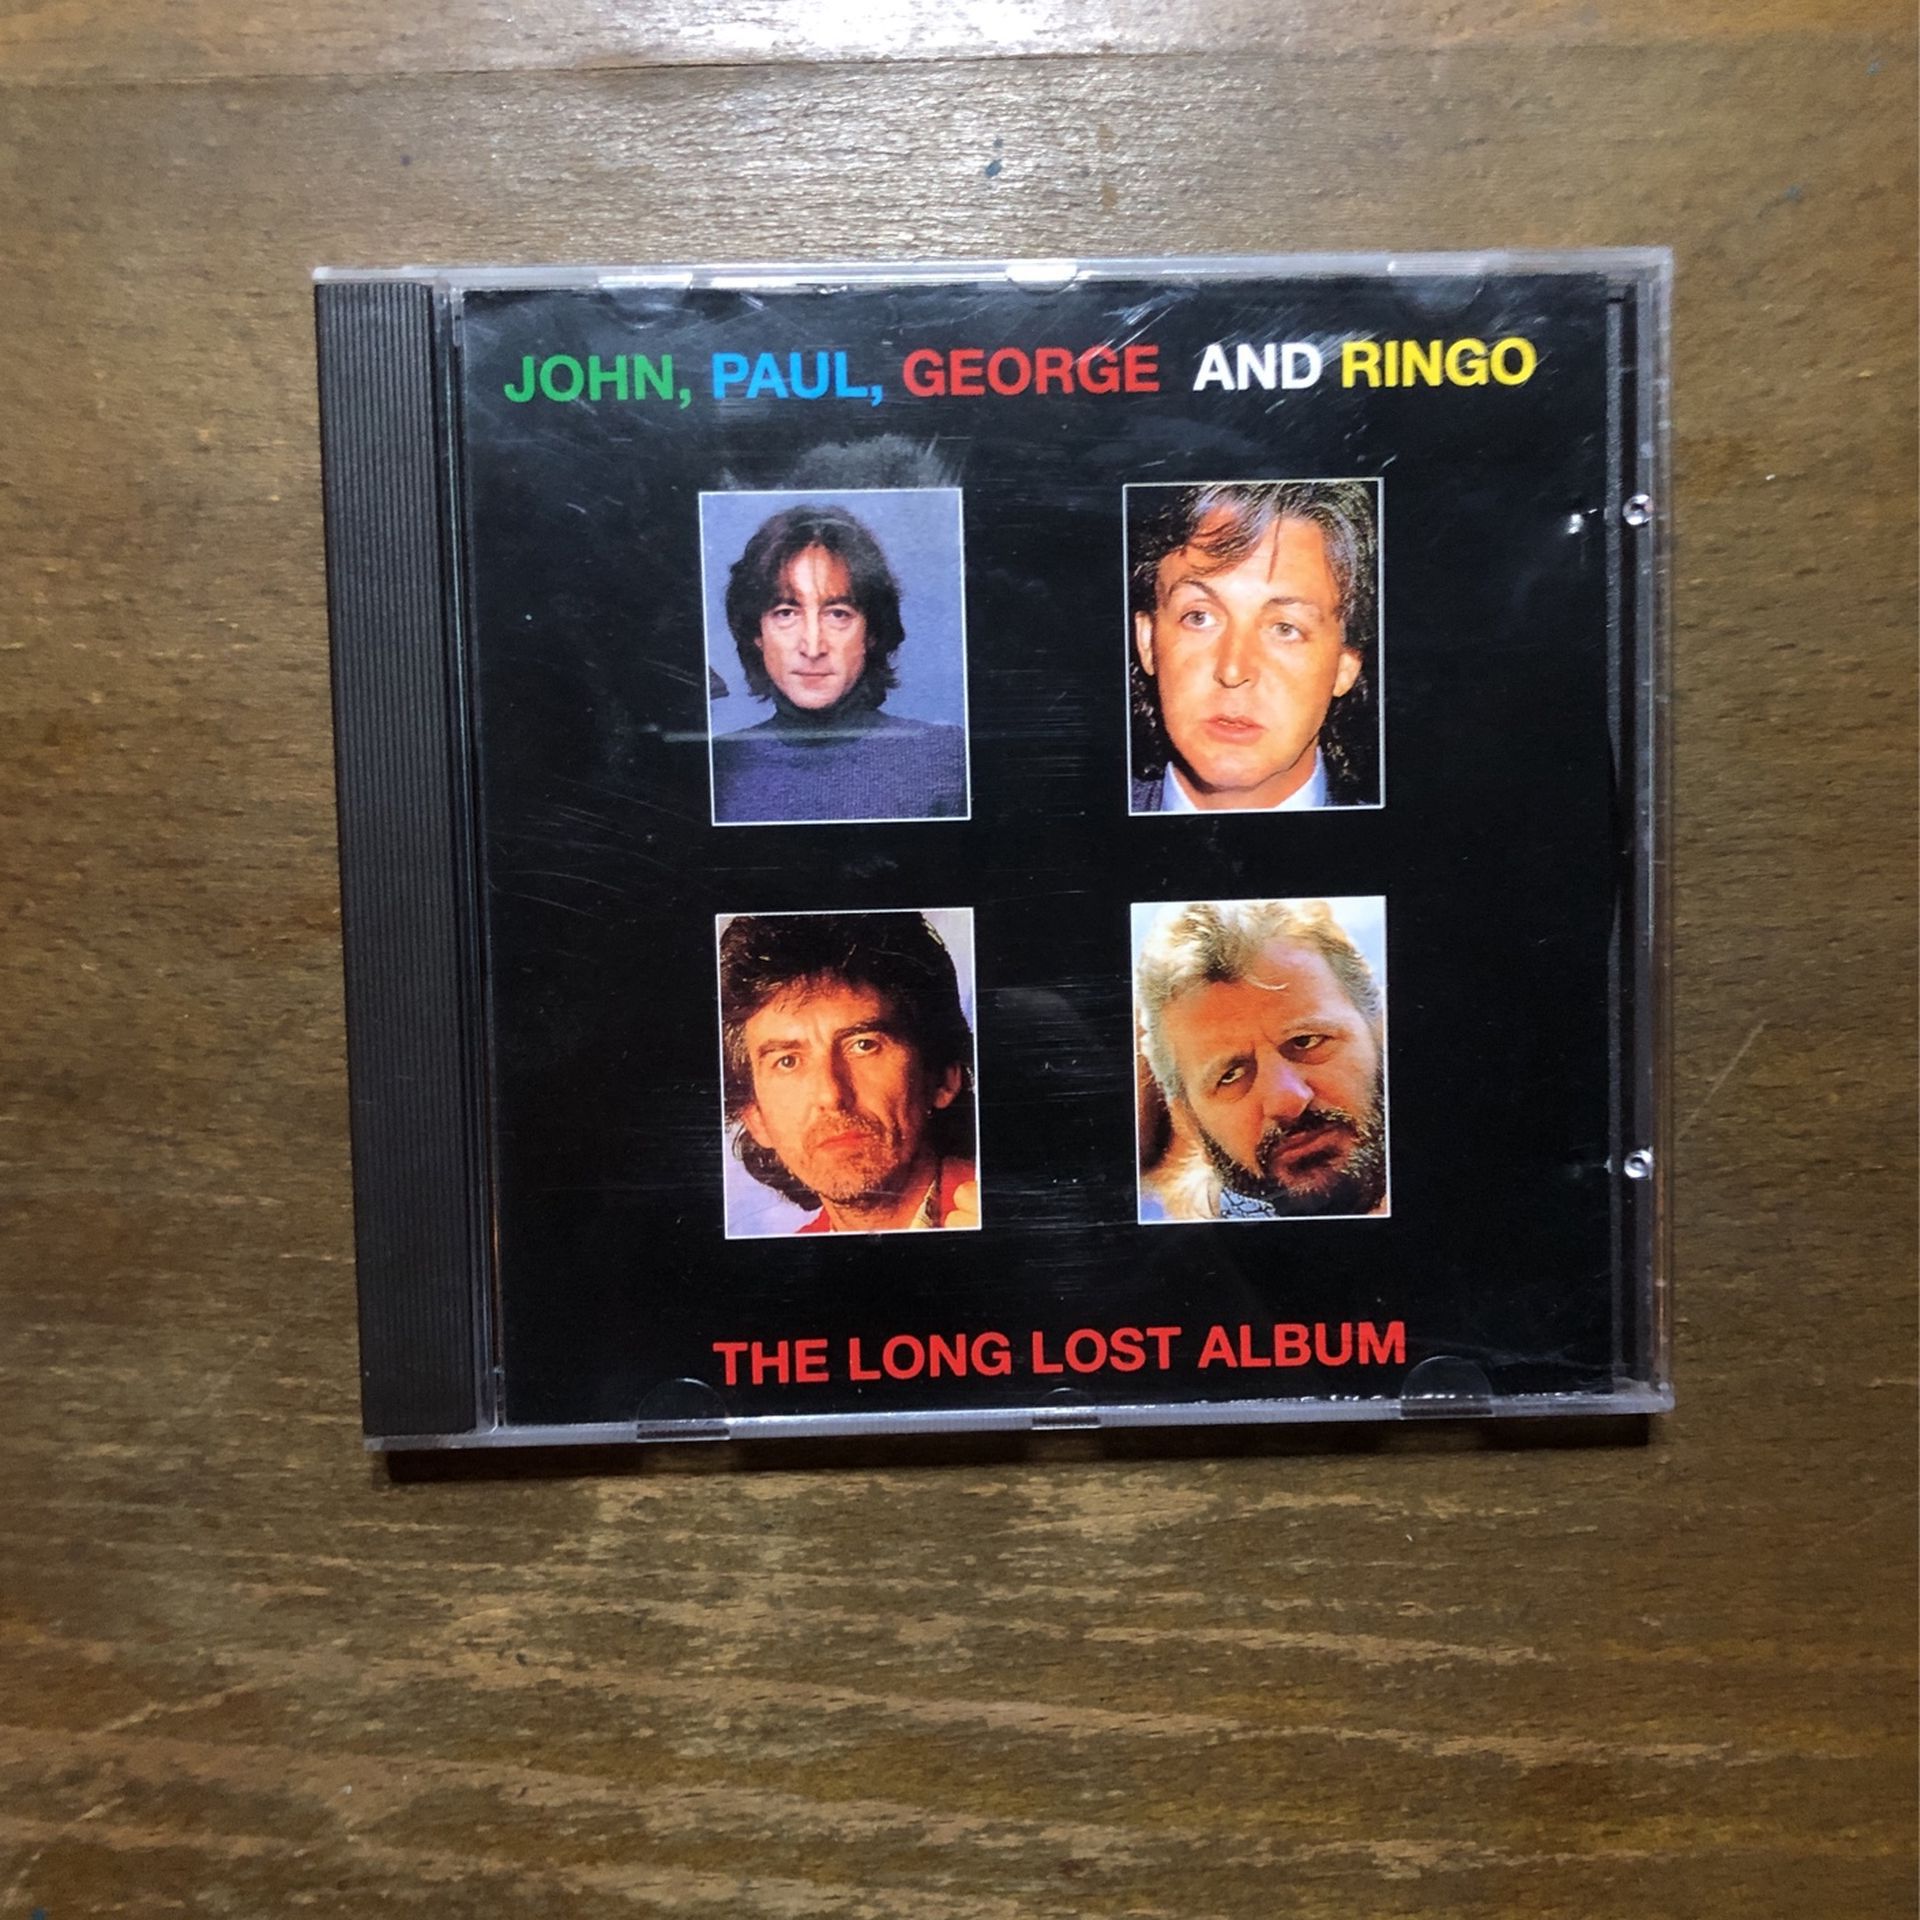 JOHN, PAUL, GEORGE AND RINGO
THE LONG LOST ALBUM